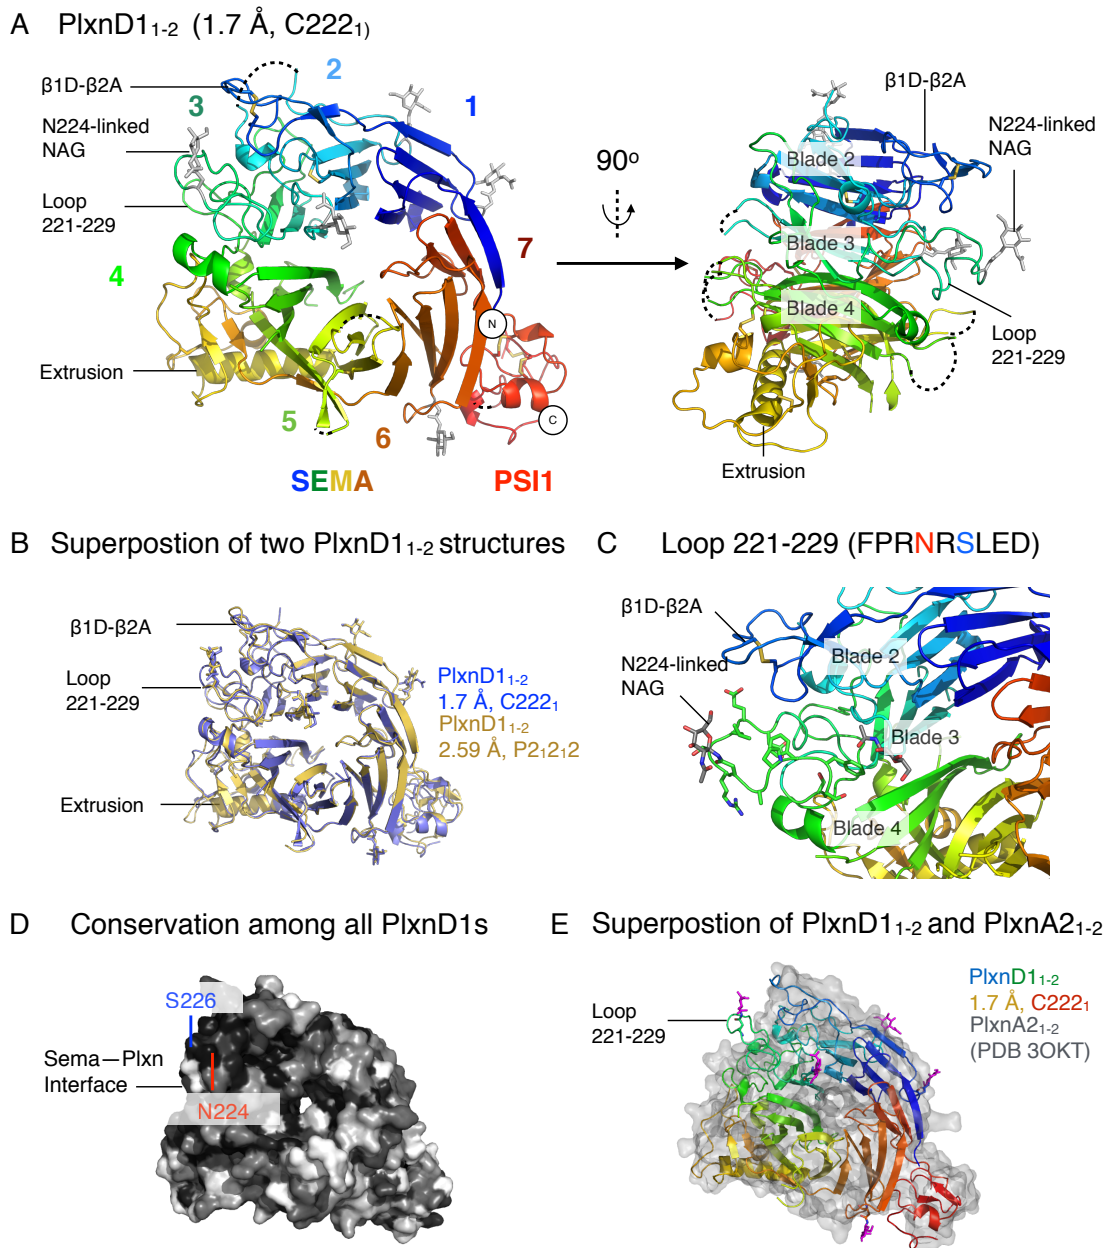 A PlxnD1₁₋₂ (1.7 Å, C222₁)
β1D-β2A
2
1
3
N224-linked
NAG
Loop
221-229
4
7
N
Extrusion
5
6
C
SEMA
PSI1
90º
β1D-β2A
N224-linked
NAG
Blade 2
Blade 3
Blade 4
Loop
221-229
Extrusion
B Superpostion of two PlxnD1₁₋₂ structures
β1D-β2A
Loop
221-229
PlxnD1₁₋₂
1.7 Å, C222₁
PlxnD1₁₋₂
2.59 Å, P2₁2₁2
Extrusion
C Loop 221-229 (FPRNRSLED)
β1D-β2A
N224-linked
NAG
Blade 2
Blade 3
Blade 4
D Conservation among all PlxnD1s
S226
Sema—Plxn
Interface
N224
E Superpostion of PlxnD1₁₋₂ and PlxnA2₁₋₂
Loop
221-229
PlxnD1₁₋₂
1.7 Å, C222₁
PlxnA2₁₋₂
(PDB 3OKT)